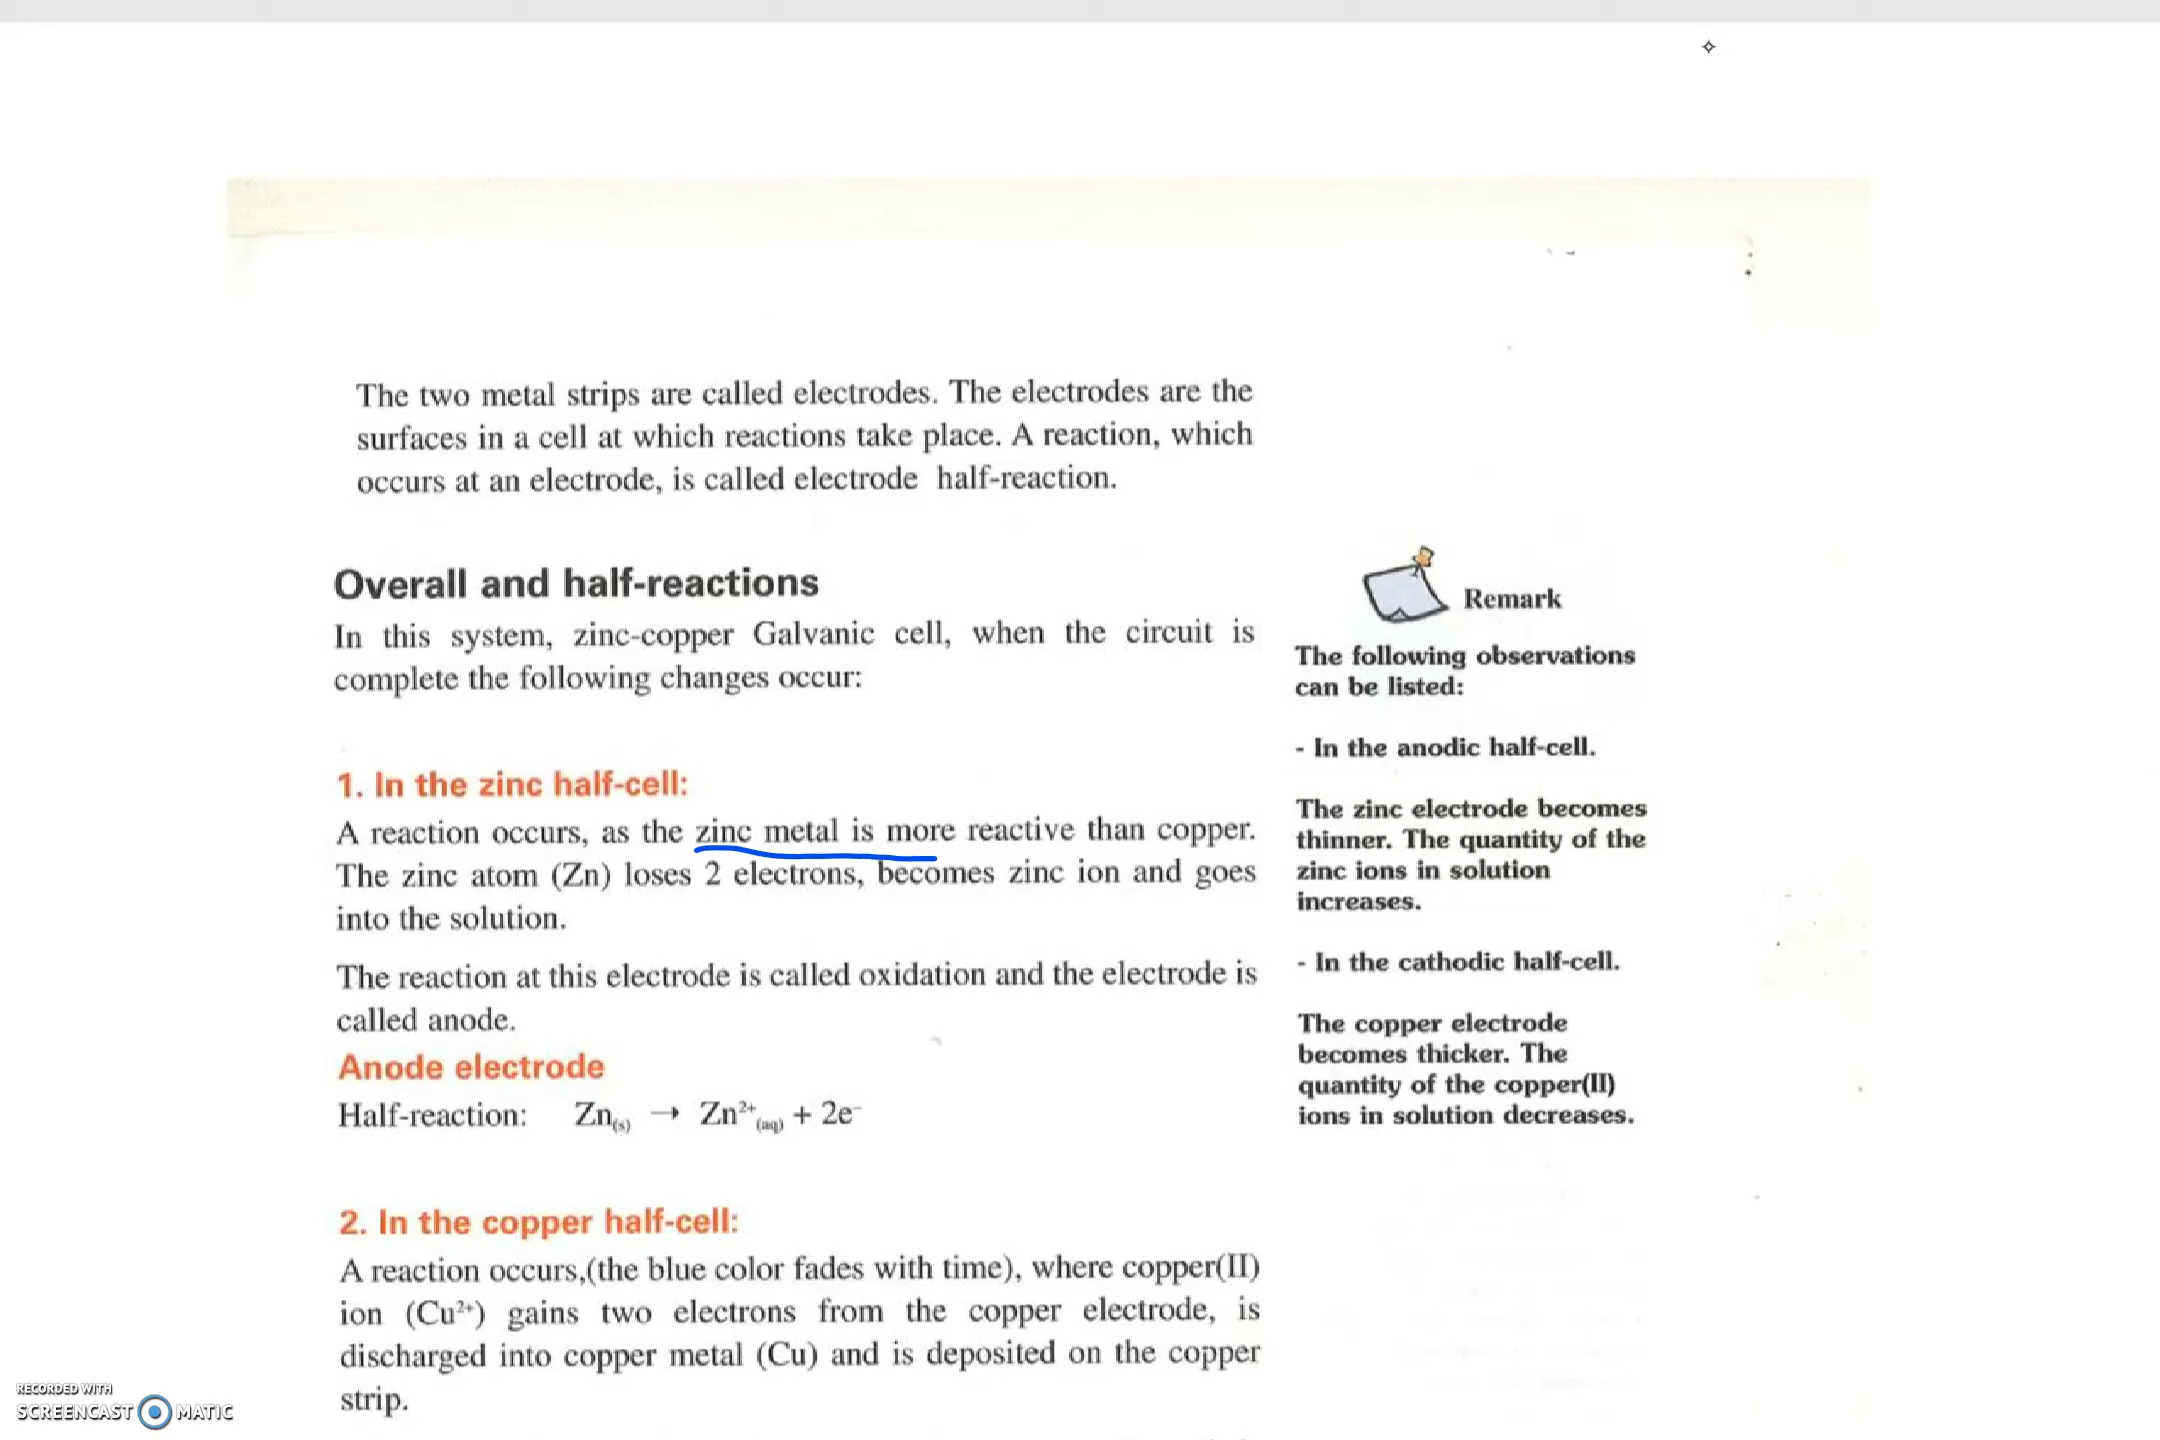 The two metal strips are called electrodes. The electrodes are the
surfaces in a cell at which reactions take place. A reaction, which
occurs at an electrode, is called electrode half-reaction.
Overall and half-reactions
In this system, zinc-copper Galvanic cell, when the circuit is
complete the following changes occur:
1. In the zinc half-cell:
A reaction occurs, as the zinc metal is more reactive than copper.
The zinc atom (Zn) loses 2 electrons, becomes zinc ion and goes
into the solution.
The reaction at this electrode is called oxidation and the electrode is
called anode.
Anode electrode
Half-reaction: Zn(s) → Zn²⁺(aq) + 2e⁻
2. In the copper half-cell:
A reaction occurs,(the blue color fades with time), where copper(II)
ion (Cu²⁺) gains two electrons from the copper electrode, is
discharged into copper metal (Cu) and is deposited on the copper
strip.
Remark
The following observations
can be listed:
- In the anodic half-cell.
The zinc electrode becomes
thinner. The quantity of the
zinc ions in solution
increases.
- In the cathodic half-cell.
The copper electrode
becomes thicker. The
quantity of the copper(II)
ions in solution decreases.
RECORDED WITH
SCREENCAST MATIC